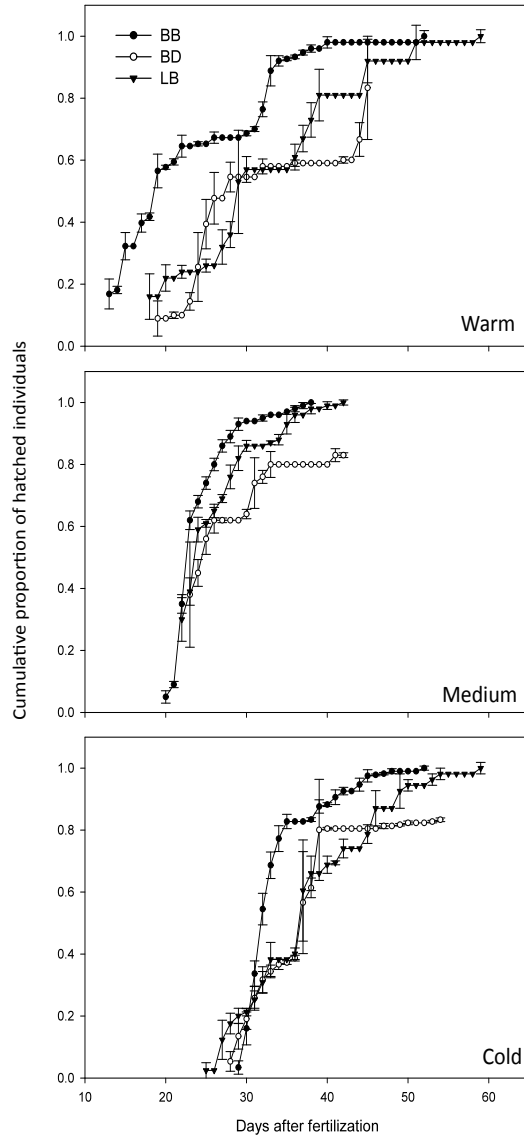 BB
BD
LB
1.0
0.8
0.6
0.4
0.2
0.0
Warm
1.0
0.8
0.6
0.4
0.2
0.0
Medium
1.0
0.8
0.6
0.4
0.2
0.0
Cold
10 20 30 40 50 60
Days after fertilization
Cumulative proportion of hatched individuals